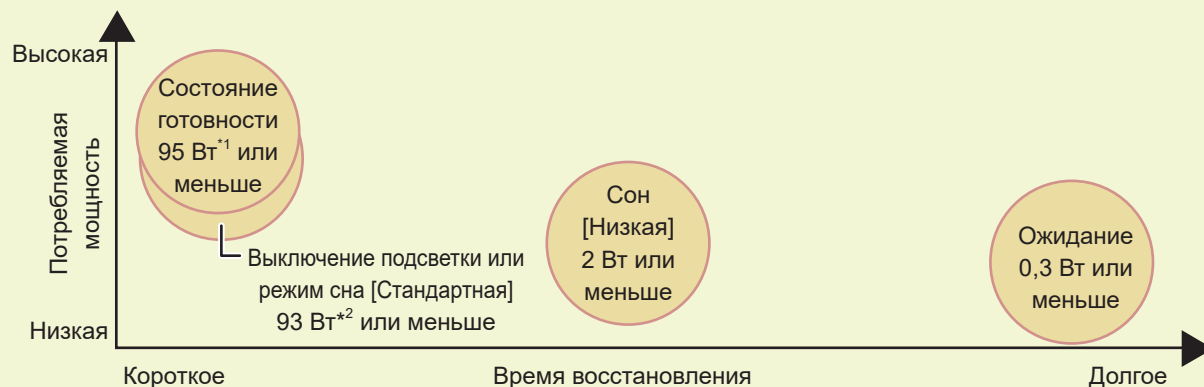 Высокая
Потребляемая
мощность
Низкая
Состояние
готовности
95 Вт*1 или
меньше
Выключение подсветки или
режим сна [Стандартная]
93 Вт*2 или меньше
Сон
[Низкая]
2 Вт или
меньше
Ожидание
0,3 Вт или
меньше
Короткое
Время восстановления
Долгое